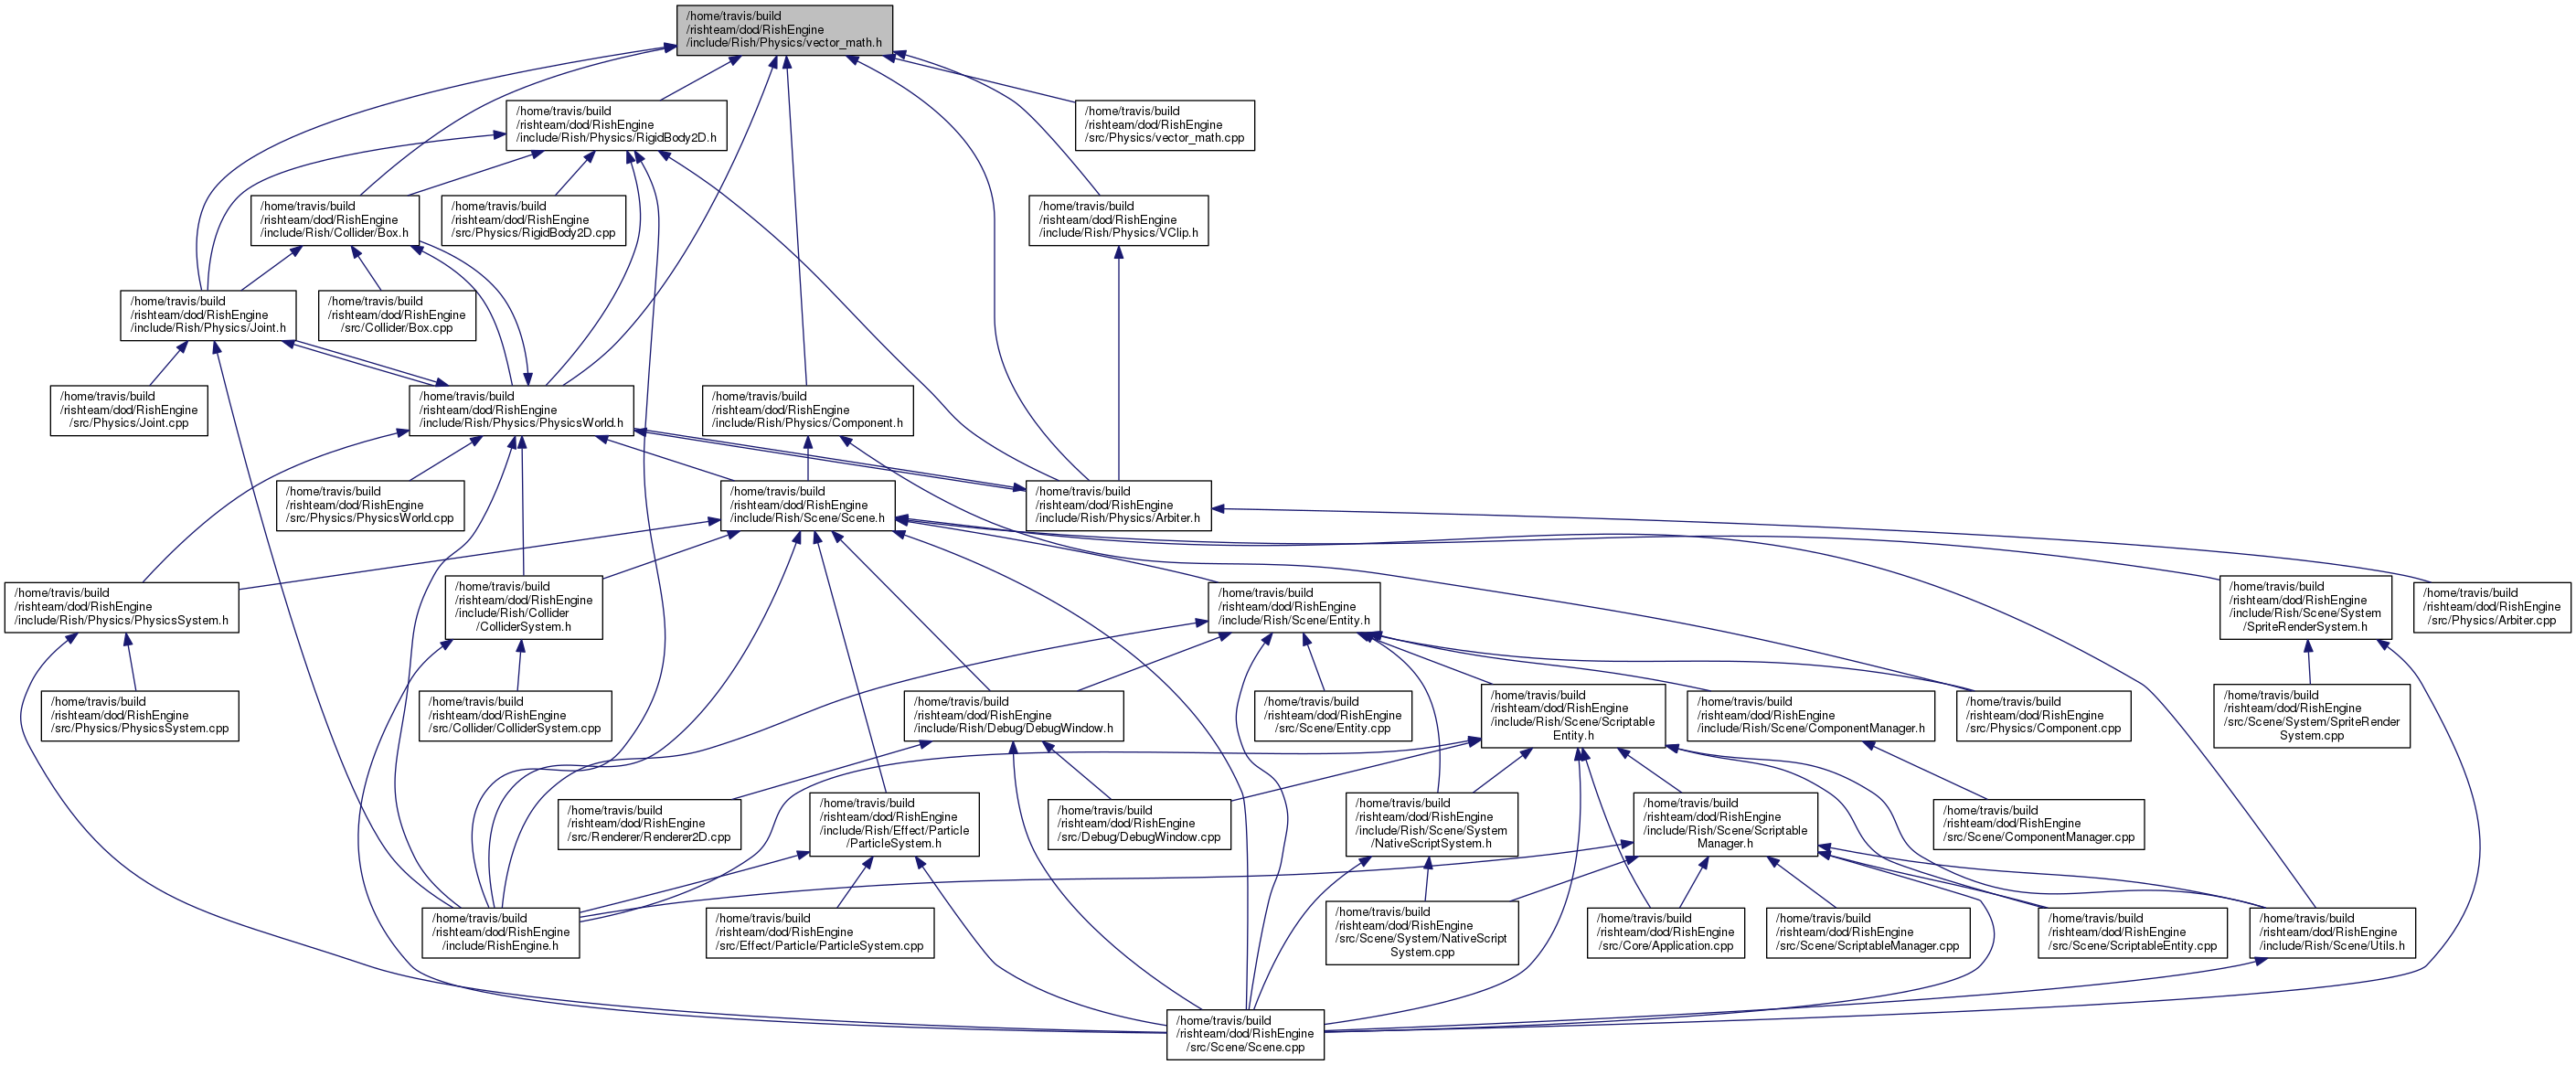 /home/travis/build
/rishteam/dod/RishEngine
/include/Rish/Physics/vector_math.h
/home/travis/build
/rishteam/dod/RishEngine
/include/Rish/Physics/RigidBody2D.h
/home/travis/build
/rishteam/dod/RishEngine
/src/Physics/vector_math.cpp
/home/travis/build
/rishteam/dod/RishEngine
/include/Rish/Collider/Box.h
/home/travis/build
/rishteam/dod/RishEngine
/src/Physics/RigidBody2D.cpp
/home/travis/build
/rishteam/dod/RishEngine
/include/Rish/Physics/VClip.h
/home/travis/build
/rishteam/dod/RishEngine
/include/Rish/Physics/Joint.h
/home/travis/build
/rishteam/dod/RishEngine
/src/Collider/Box.cpp
/home/travis/build
/rishteam/dod/RishEngine
/src/Physics/Joint.cpp
/home/travis/build
/rishteam/dod/RishEngine
/include/Rish/Physics/PhysicsWorld.h
/home/travis/build
/rishteam/dod/RishEngine
/include/Rish/Physics/Component.h
/home/travis/build
/rishteam/dod/RishEngine
/src/Physics/PhysicsWorld.cpp
/home/travis/build
/rishteam/dod/RishEngine
/include/Rish/Scene/Scene.h
/home/travis/build
/rishteam/dod/RishEngine
/include/Rish/Physics/Arbiter.h
/home/travis/build
/rishteam/dod/RishEngine
/include/Rish/Physics/PhysicsSystem.h
/home/travis/build
/rishteam/dod/RishEngine
/include/Rish/Collider
/ColliderSystem.h
/home/travis/build
/rishteam/dod/RishEngine
/include/Rish/Scene/Entity.h
/home/travis/build
/rishteam/dod/RishEngine
/include/Rish/Scene/System
/SpriteRenderSystem.h
/home/travis/build
/rishteam/dod/RishEngine
/src/Physics/Arbiter.cpp
/home/travis/build
/rishteam/dod/RishEngine
/src/Physics/PhysicsSystem.cpp
/home/travis/build
/rishteam/dod/RishEngine
/src/Collider/ColliderSystem.cpp
/home/travis/build
/rishteam/dod/RishEngine
/include/Rish/Debug/DebugWindow.h
/home/travis/build
/rishteam/dod/RishEngine
/src/Scene/Entity.cpp
/home/travis/build
/rishteam/dod/RishEngine
/include/Rish/Scene/Scriptable
Entity.h
/home/travis/build
/rishteam/dod/RishEngine
/include/Rish/Scene/ComponentManager.h
/home/travis/build
/rishteam/dod/RishEngine
/src/Physics/Component.cpp
/home/travis/build
/rishteam/dod/RishEngine
/src/Scene/System/SpriteRender
System.cpp
/home/travis/build
/rishteam/dod/RishEngine
/src/Renderer/Renderer2D.cpp
/home/travis/build
/rishteam/dod/RishEngine
/include/Rish/Effect/Particle
/ParticleSystem.h
/home/travis/build
/rishteam/dod/RishEngine
/src/Debug/DebugWindow.cpp
/home/travis/build
/rishteam/dod/RishEngine
/include/Rish/Scene/System
/NativeScriptSystem.h
/home/travis/build
/rishteam/dod/RishEngine
/include/Rish/Scene/Scriptable
Manager.h
/home/travis/build
/rishteam/dod/RishEngine
/src/Scene/ComponentManager.cpp
/home/travis/build
/rishteam/dod/RishEngine
/include/RishEngine.h
/home/travis/build
/rishteam/dod/RishEngine
/src/Effect/Particle/ParticleSystem.cpp
/home/travis/build
/rishteam/dod/RishEngine
/src/Scene/System/NativeScript
System.cpp
/home/travis/build
/rishteam/dod/RishEngine
/src/Core/Application.cpp
/home/travis/build
/rishteam/dod/RishEngine
/src/Scene/ScriptableManager.cpp
/home/travis/build
/rishteam/dod/RishEngine
/src/Scene/ScriptableEntity.cpp
/home/travis/build
/rishteam/dod/RishEngine
/include/Rish/Scene/Utils.h
/home/travis/build
/rishteam/dod/RishEngine
/src/Scene/Scene.cpp